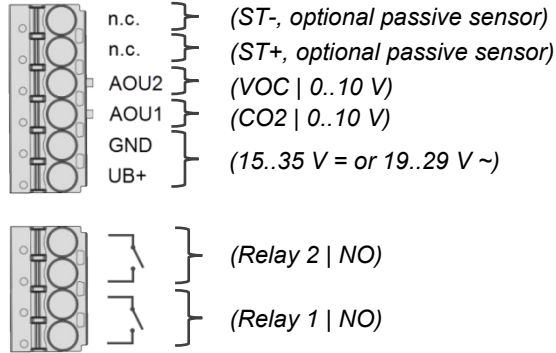 n.c. (ST-, optional passive sensor)
n.c. (ST+, optional passive sensor)
AOU2 (VOC | 0..10 V)
AOU1 (CO2 | 0..10 V)
GND
(15..35 V = or 19..29 V ~)
UB+
(Relay 2 | NO)
(Relay 1 | NO)